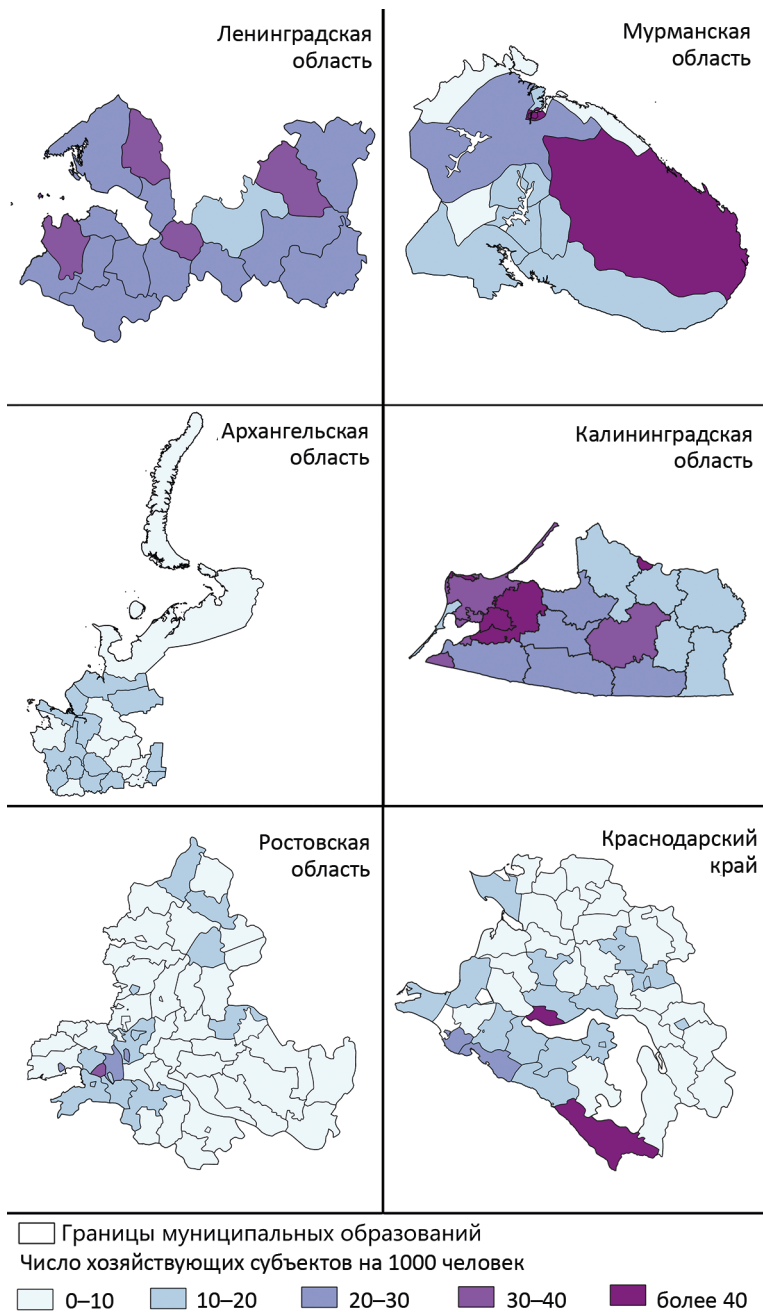 Ленинградская
область
Мурманская
область
Архангельская
область
Калининградская
область
Ростовская
область
Краснодарский
край
Границы муниципальных образований
Число хозяйствующих субъектов на 1000 человек
0–10
10–20
20–30
30–40
более 40